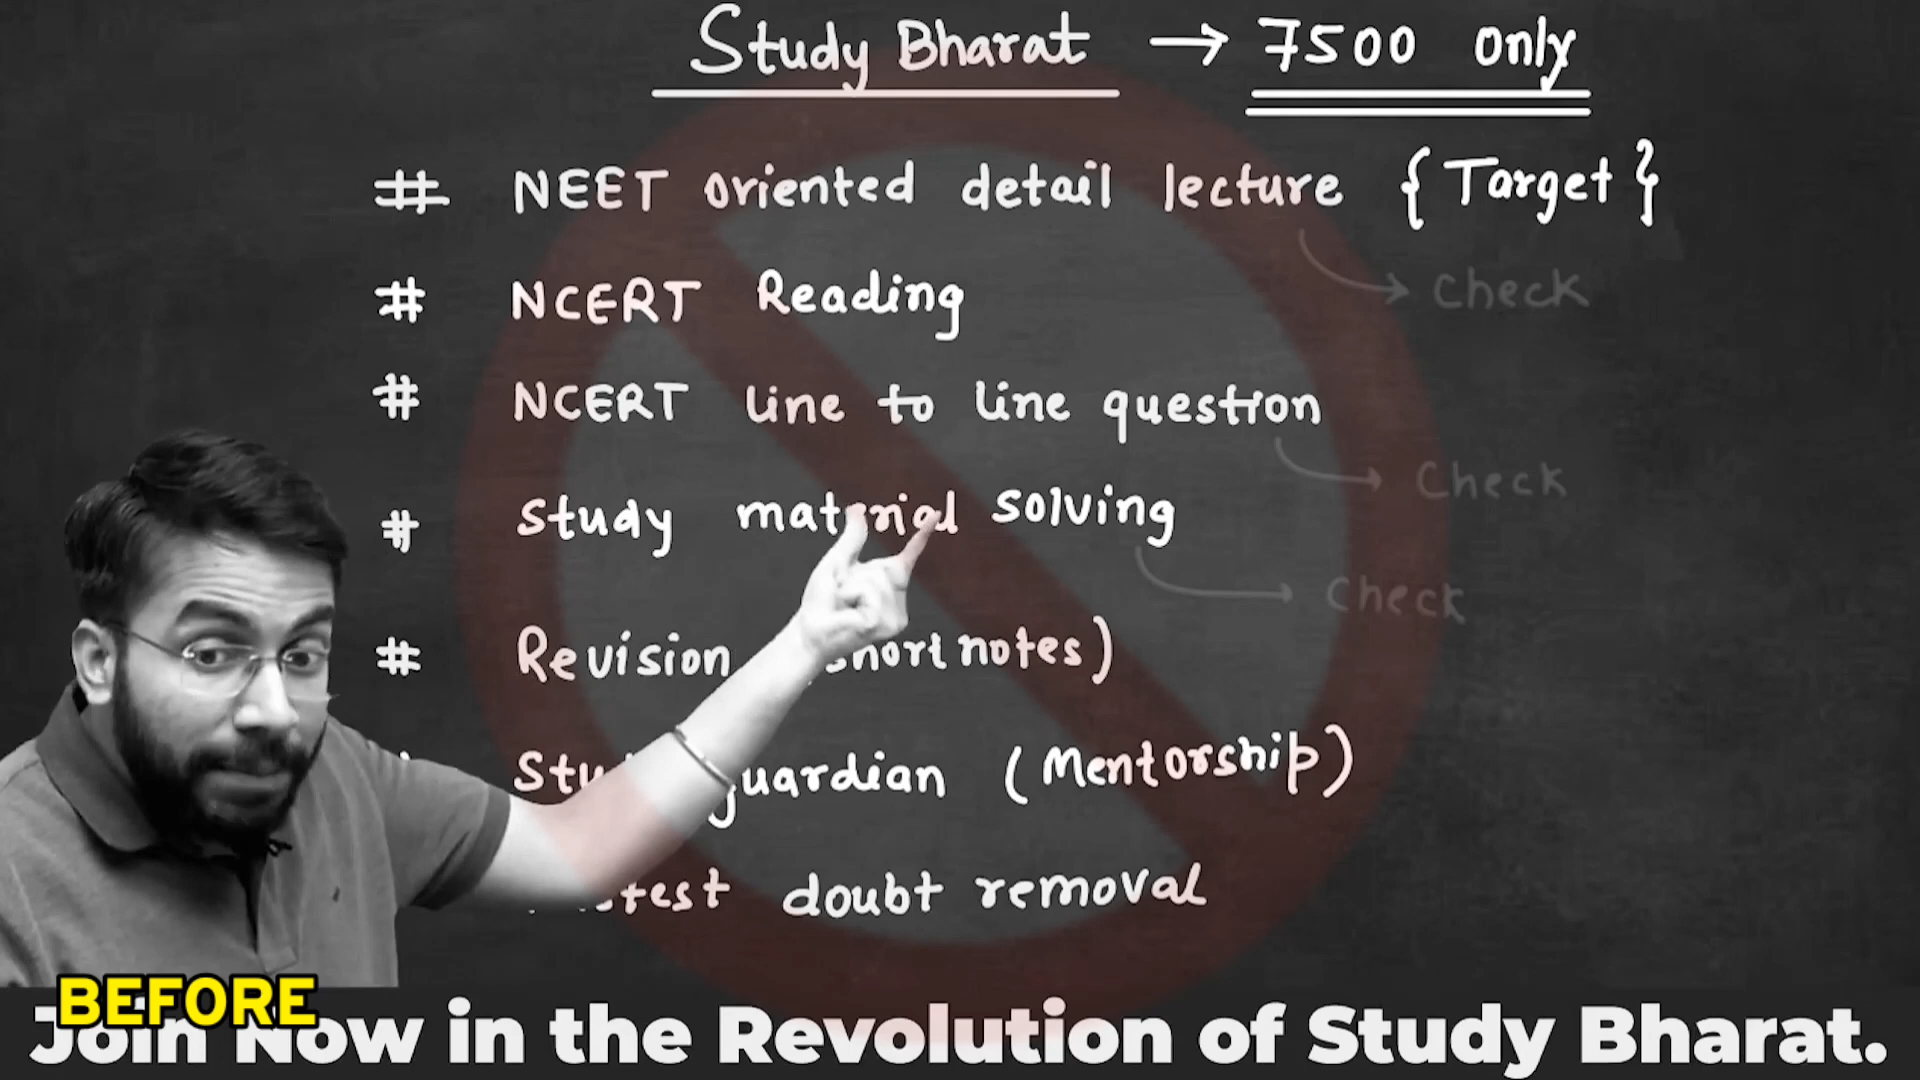 Study Bharat → 7500 only
# NEET oriented detail lecture {Target}
Check
# NCERT Reading
# NCERT line to line question
Check
# Study material solving
Check
# Revision short notes)
guardian (Mentorship)
doubt removal
BEFORE
Join Now in the Revolution of Study Bharat.